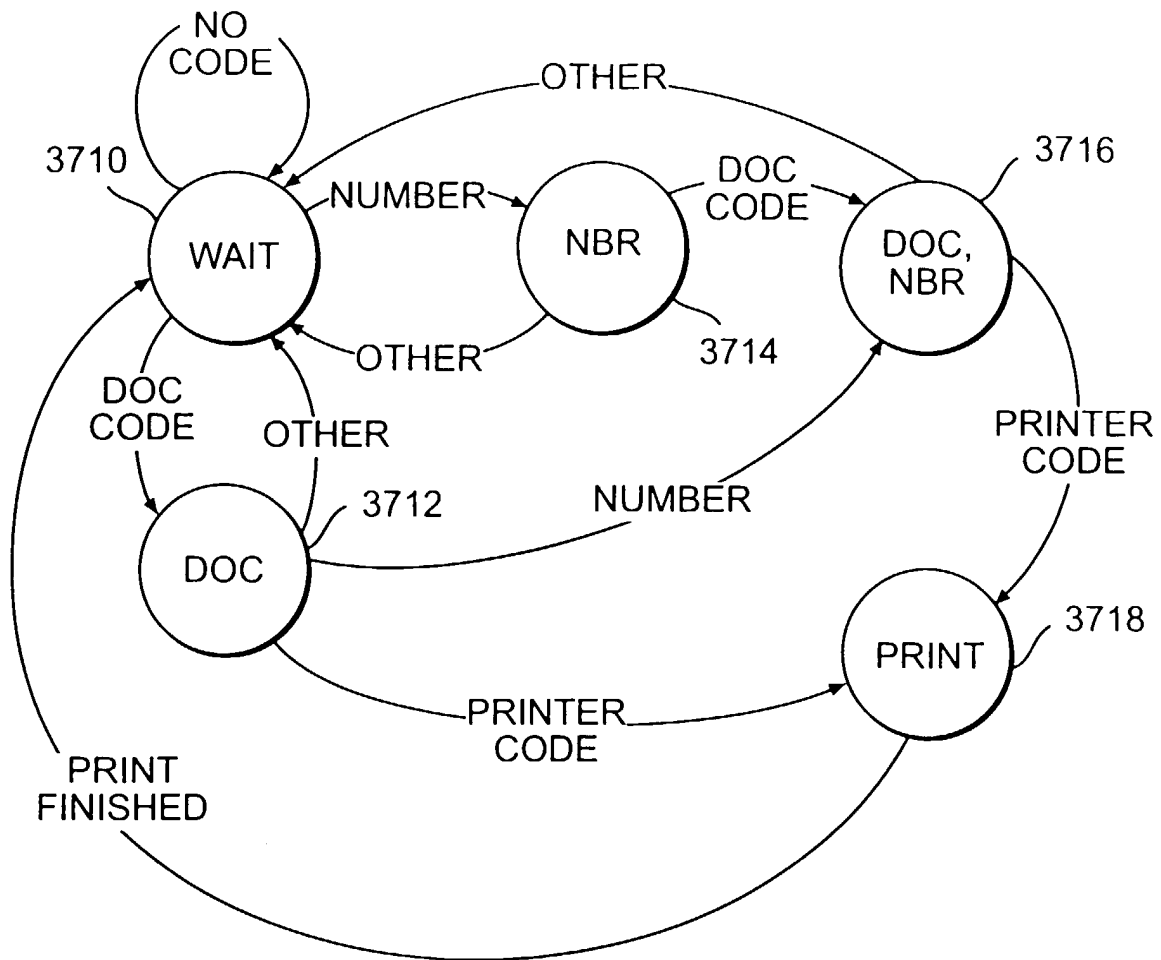 NO
CODE
OTHER
3710
3716
NUMBER
DOC
CODE
WAIT
NBR
DOC,
NBR
3714
OTHER
DOC
CODE
OTHER
PRINTER
CODE
3712
NUMBER
DOC
3718
PRINT
PRINTER
CODE
PRINT
FINISHED